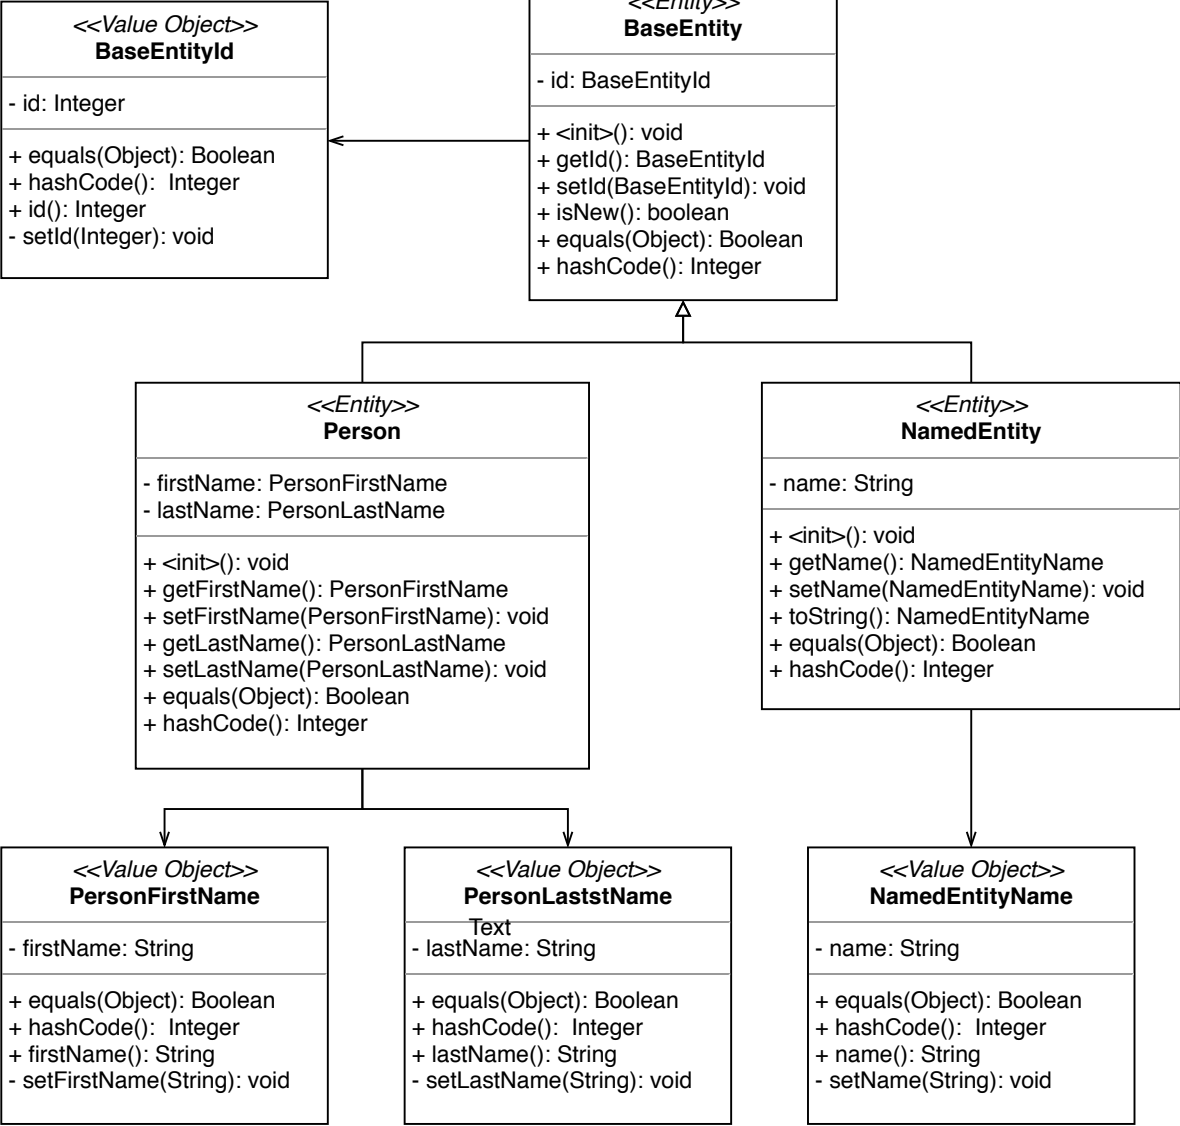 <<Value Object>>
BaseEntityId
- id: Integer
+ equals(Object): Boolean
+ hashCode():  Integer
+ id(): Integer
- setId(Integer): void
<<Entity>>
BaseEntity
- id: BaseEntityId
+ <init>(): void
+ getId(): BaseEntityId
+ setId(BaseEntityId): void
+ isNew(): boolean
+ equals(Object): Boolean
+ hashCode(): Integer
<<Entity>>
Person
- firstName: PersonFirstName
- lastName: PersonLastName
+ <init>(): void
+ getFirstName(): PersonFirstName
+ setFirstName(PersonFirstName): void
+ getLastName(): PersonLastName
+ setLastName(PersonLastName): void
+ equals(Object): Boolean
+ hashCode(): Integer
<<Entity>>
NamedEntity
- name: String
+ <init>(): void
+ getName(): NamedEntityName
+ setName(NamedEntityName): void
+ toString(): NamedEntityName
+ equals(Object): Boolean
+ hashCode(): Integer
<<Value Object>>
PersonFirstName
- firstName: String
+ equals(Object): Boolean
+ hashCode():  Integer
+ firstName(): String
- setFirstName(String): void
<<Value Object>>
PersonLaststName
Text
- lastName: String
+ equals(Object): Boolean
+ hashCode():  Integer
+ lastName(): String
- setLastName(String): void
<<Value Object>>
NamedEntityName
- name: String
+ equals(Object): Boolean
+ hashCode():  Integer
+ name(): String
- setName(String): void